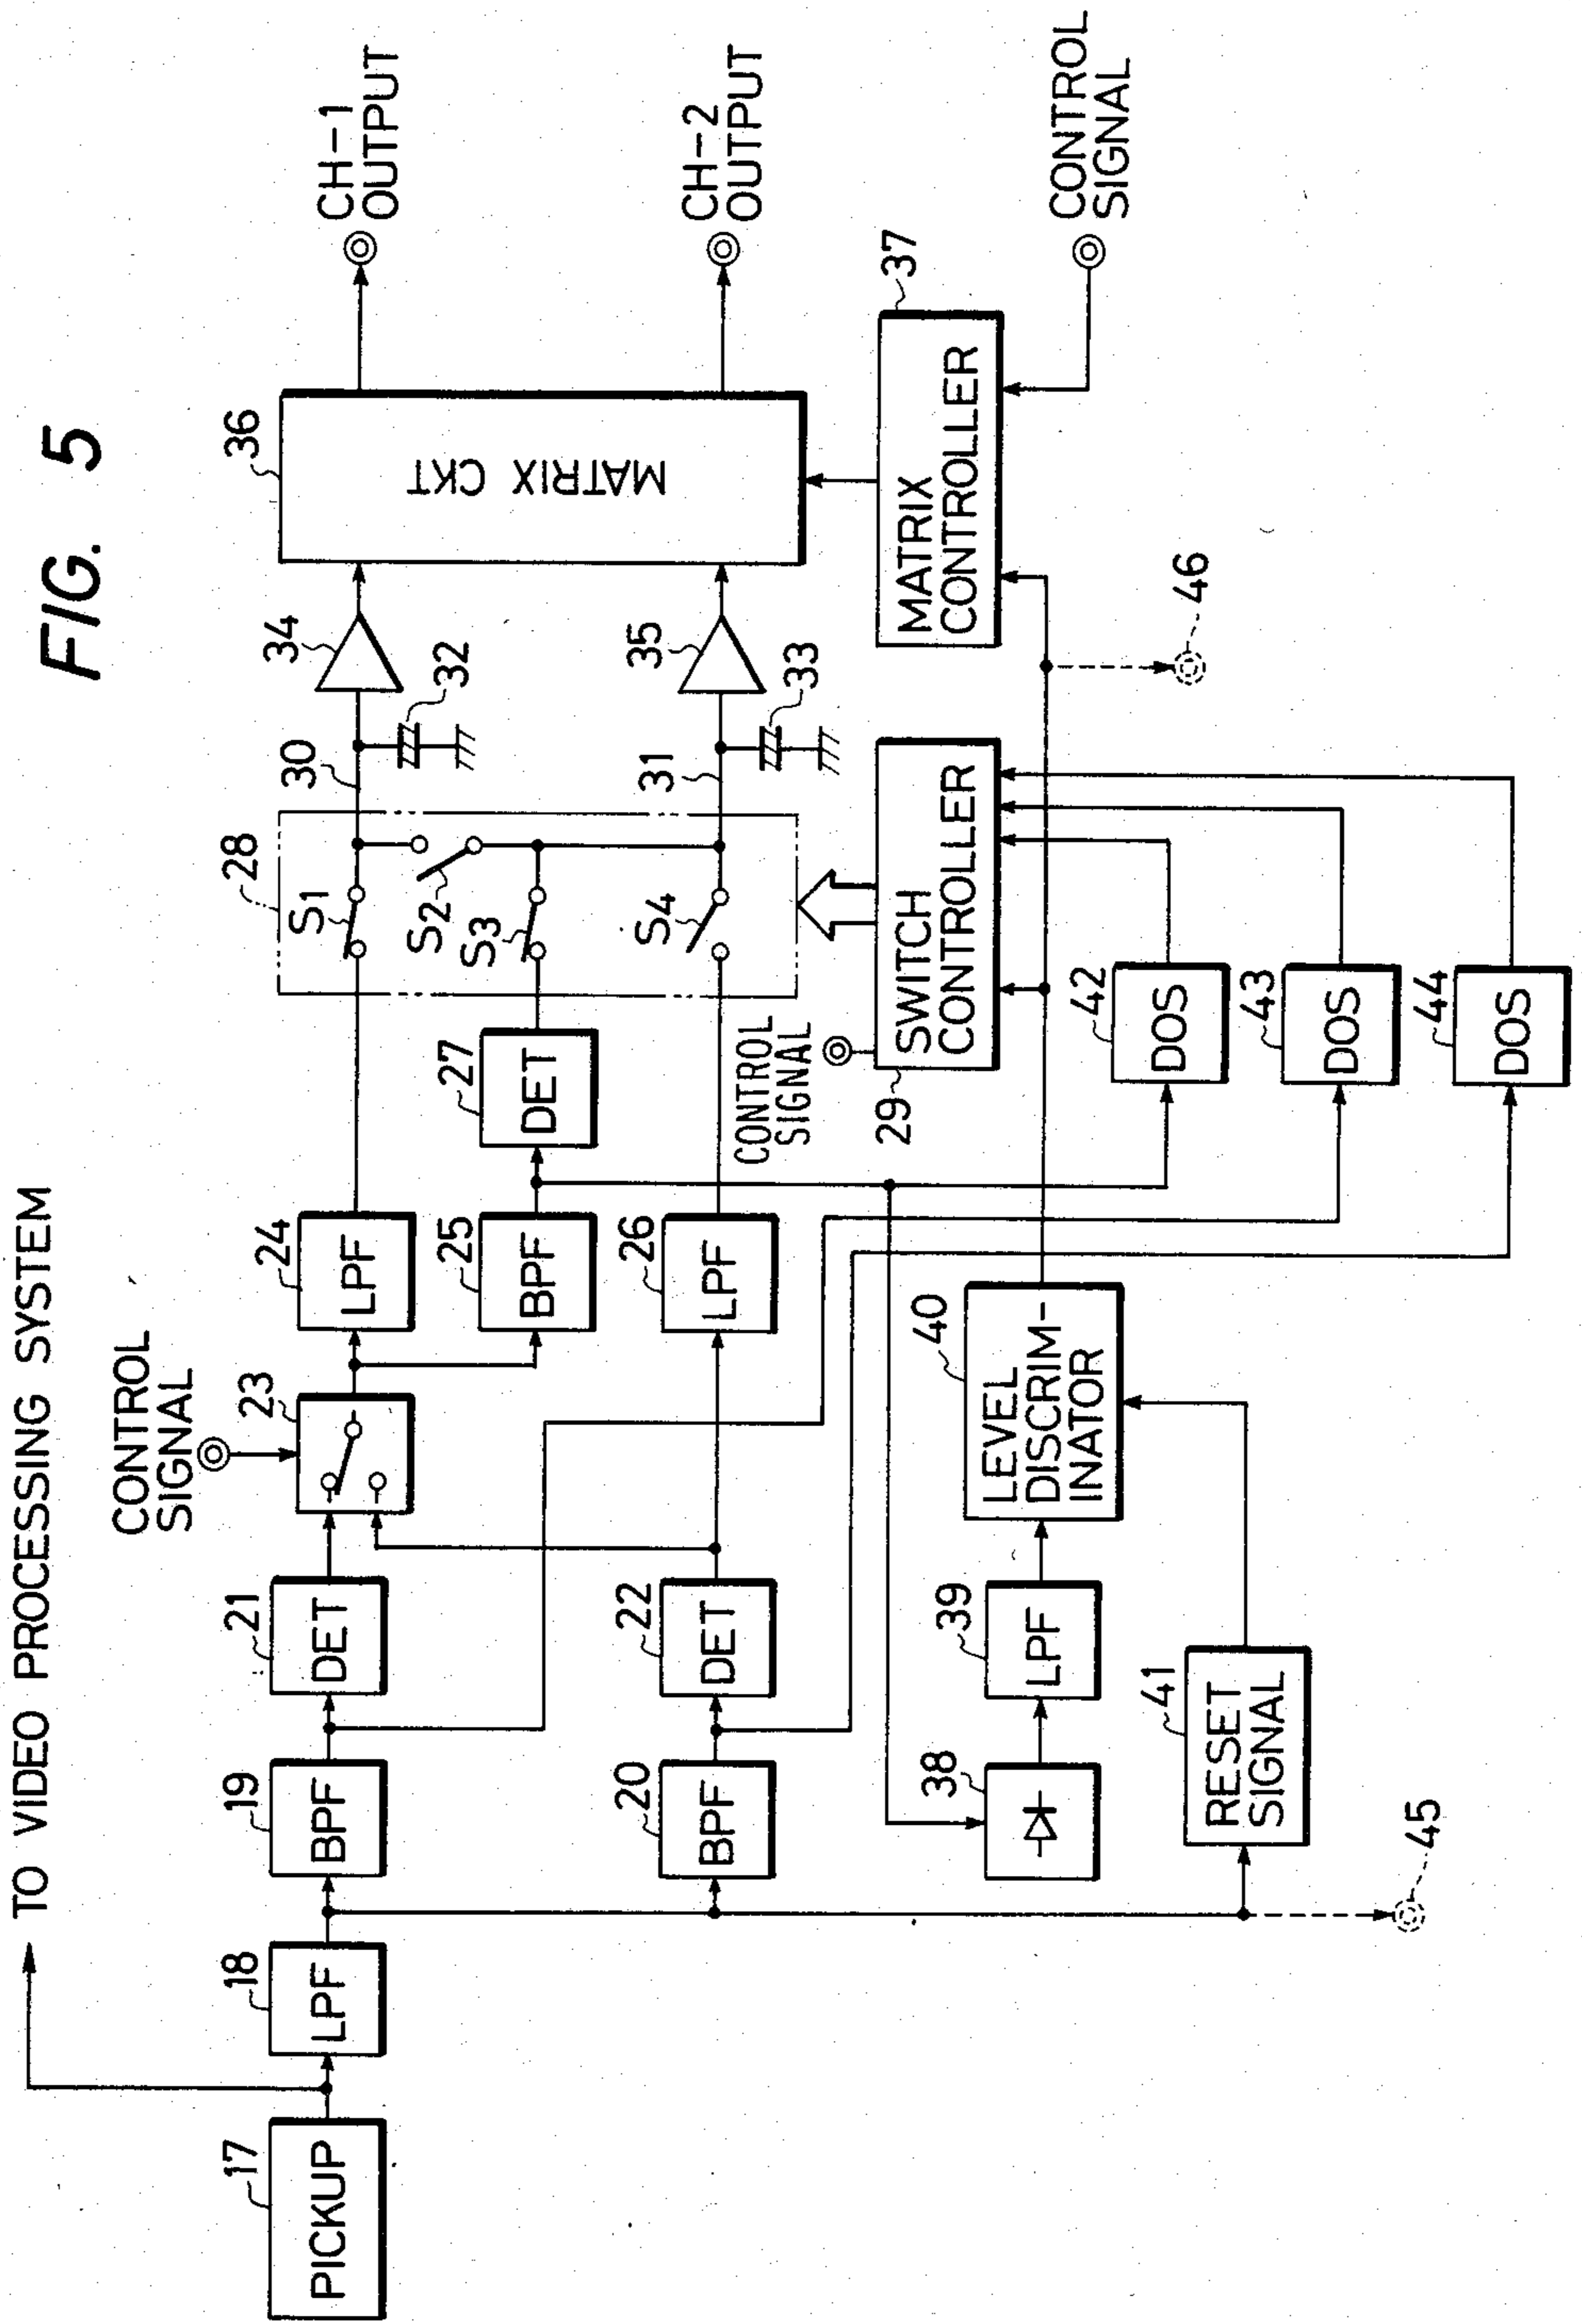 FIG. 5
TO VIDEO PROCESSING SYSTEM
17
PICKUP
18
LPF
19
BPF
20
BPF
21
DET
22
DET
CONTROL
SIGNAL
23
24
LPF
25
BPF
26
LPF
27
DET
28
S1
S2
S3
S4
30
31
32
33
34
35
36
MATRIX CKT
CH-1
OUTPUT
CH-2
OUTPUT
37
MATRIX
CONTROLLER
CONTROL
SIGNAL
CONTROL
SIGNAL
29
SWITCH
CONTROLLER
38
39
LPF
40
LEVEL
DISCRIM-
INATOR
41
RESET
SIGNAL
42
DOS
43
DOS
44
DOS
45
46